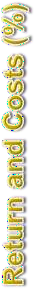 Return and Costs (%)